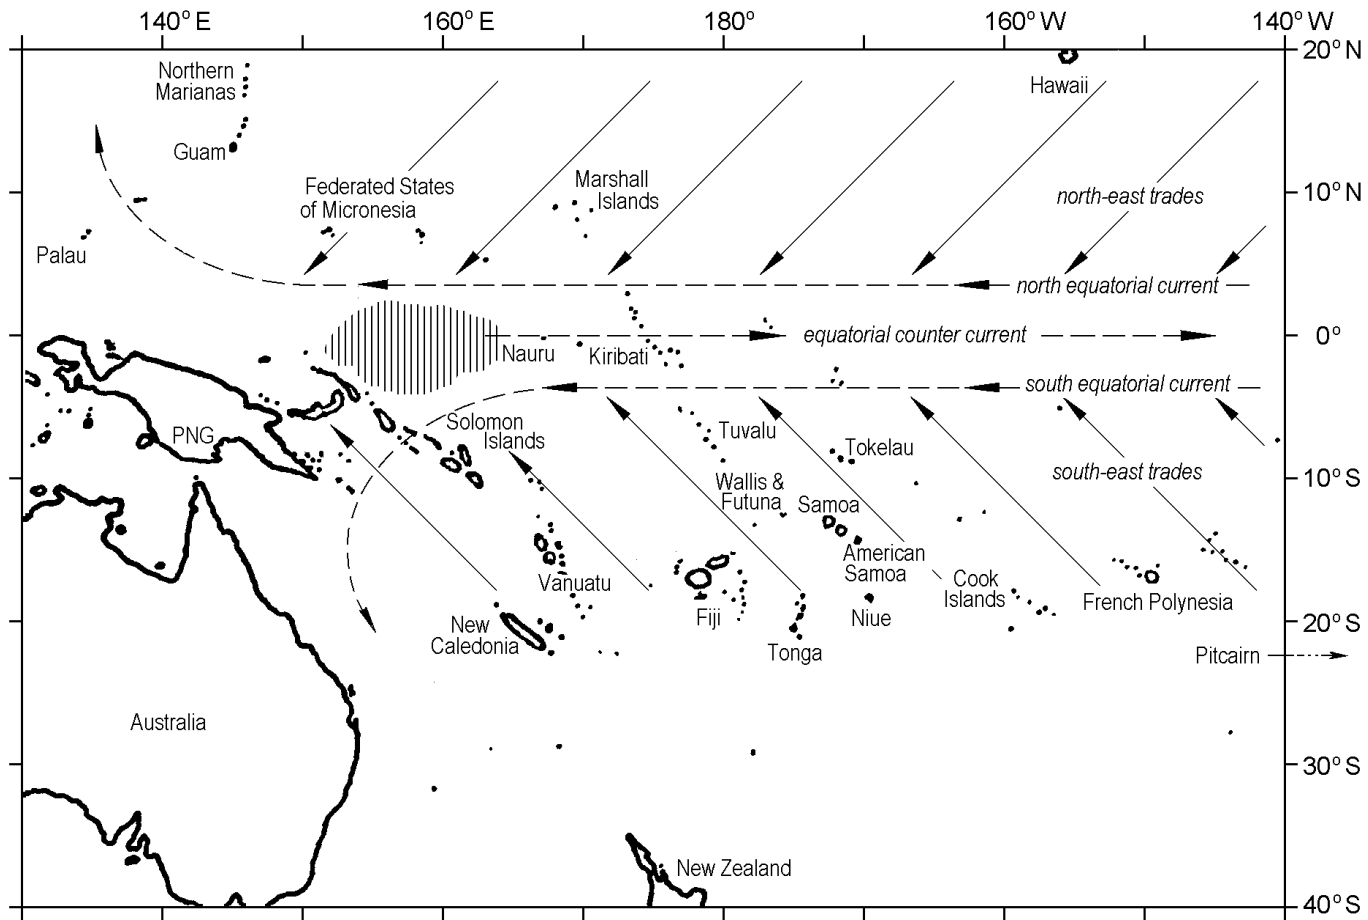 140° E 160° E 180° 160° W 140° W
20° N
Northern
Marianas
Hawaii
Guam
Federated States
of Micronesia
Marshall
Islands
10° N
north-east trades
Palau
north equatorial current
0°
equatorial counter current
Nauru
Kiribati
south equatorial current
PNG
Solomon
Islands
Tuvalu
Tokelau
south-east trades
10° S
Wallis &
Futuna
Samoa
American
Samoa
Vanuatu
Cook
Islands
French Polynesia
Fiji
Niue
20° S
New
Caledonia
Tonga
Pitcairn
Australia
30° S
New Zealand
40° S